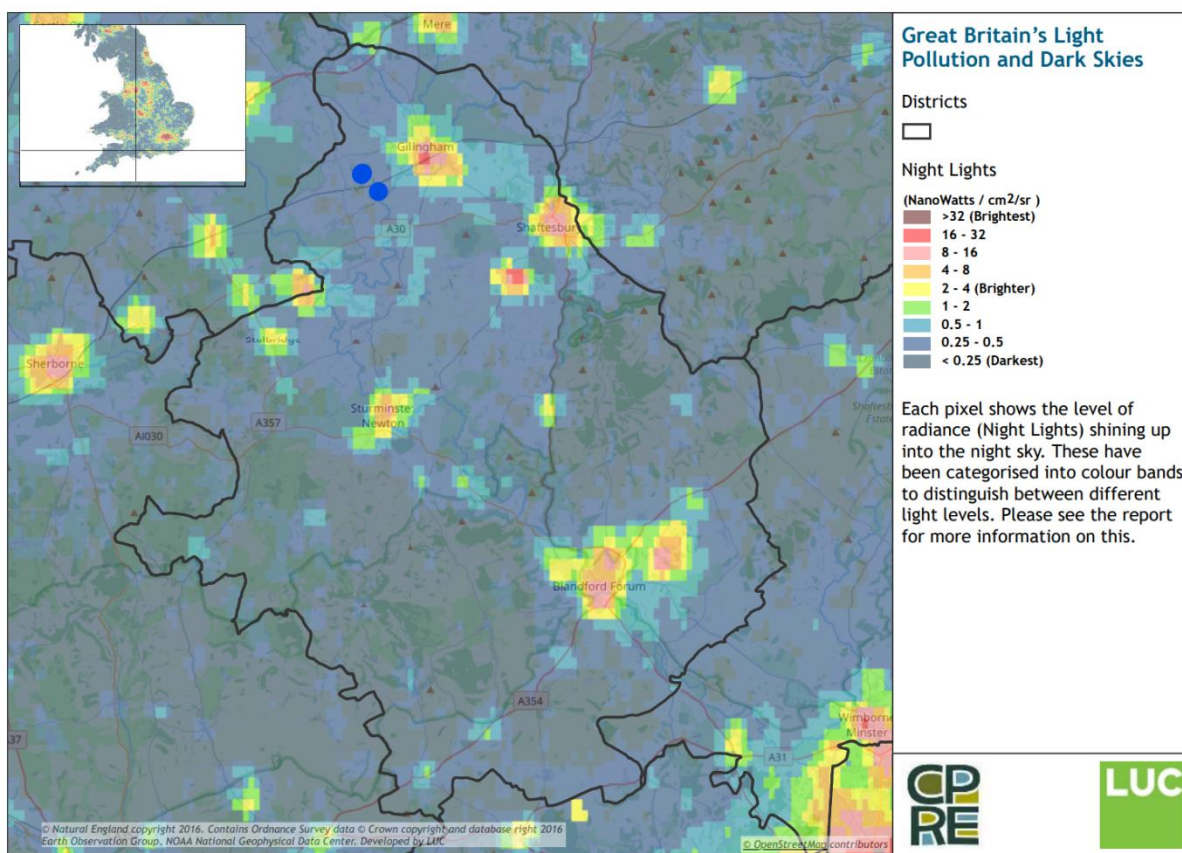 Great Britain's Light
Pollution and Dark Skies
Districts
Night Lights
(NanoWatts / cm2/sr )
>32 (Brightest)
16 - 32
8 - 16
4 - 8
2 - 4 (Brighter)
1 - 2
0.5 - 1
0.25 - 0.5
< 0.25 (Darkest)
Each pixel shows the level of
radiance (Night Lights) shining up
into the night sky. These have
been categorised into colour bands
to distinguish between different
light levels. Please see the report
for more information on this.
CPRE
LUC
Mere
Gillingham
A30
Shaftesbury
Stalbridge
Sherborne
Sturminster
Newton
A357
A1030
Shaftesbury
Estate
Blandford Forum
A354
Wimborne
Minster
A31
A37
© Natural England copyright 2016. Contains Ordnance Survey data © Crown copyright and database right 2016
Earth Observation Group, NOAA National Geophysical Data Center. Developed by LUC
© OpenStreetMap contributors